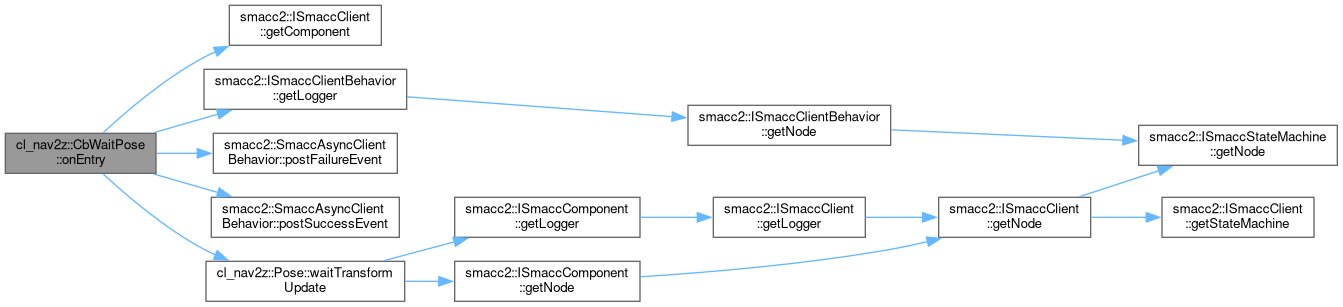 smacc2::ISmaccClient
::getComponent
smacc2::ISmaccClientBehavior
::getLogger
smacc2::ISmaccClientBehavior
::getNode
smacc2::ISmaccStateMachine
::getNode
cl_nav2z::CbWaitPose
::onEntry
smacc2::SmaccAsyncClient
Behavior::postFailureEvent
smacc2::SmaccAsyncClient
Behavior::postSuccessEvent
smacc2::ISmaccComponent
::getLogger
smacc2::ISmaccClient
::getLogger
smacc2::ISmaccClient
::getNode
smacc2::ISmaccClient
::getStateMachine
cl_nav2z::Pose::waitTransform
Update
smacc2::ISmaccComponent
::getNode